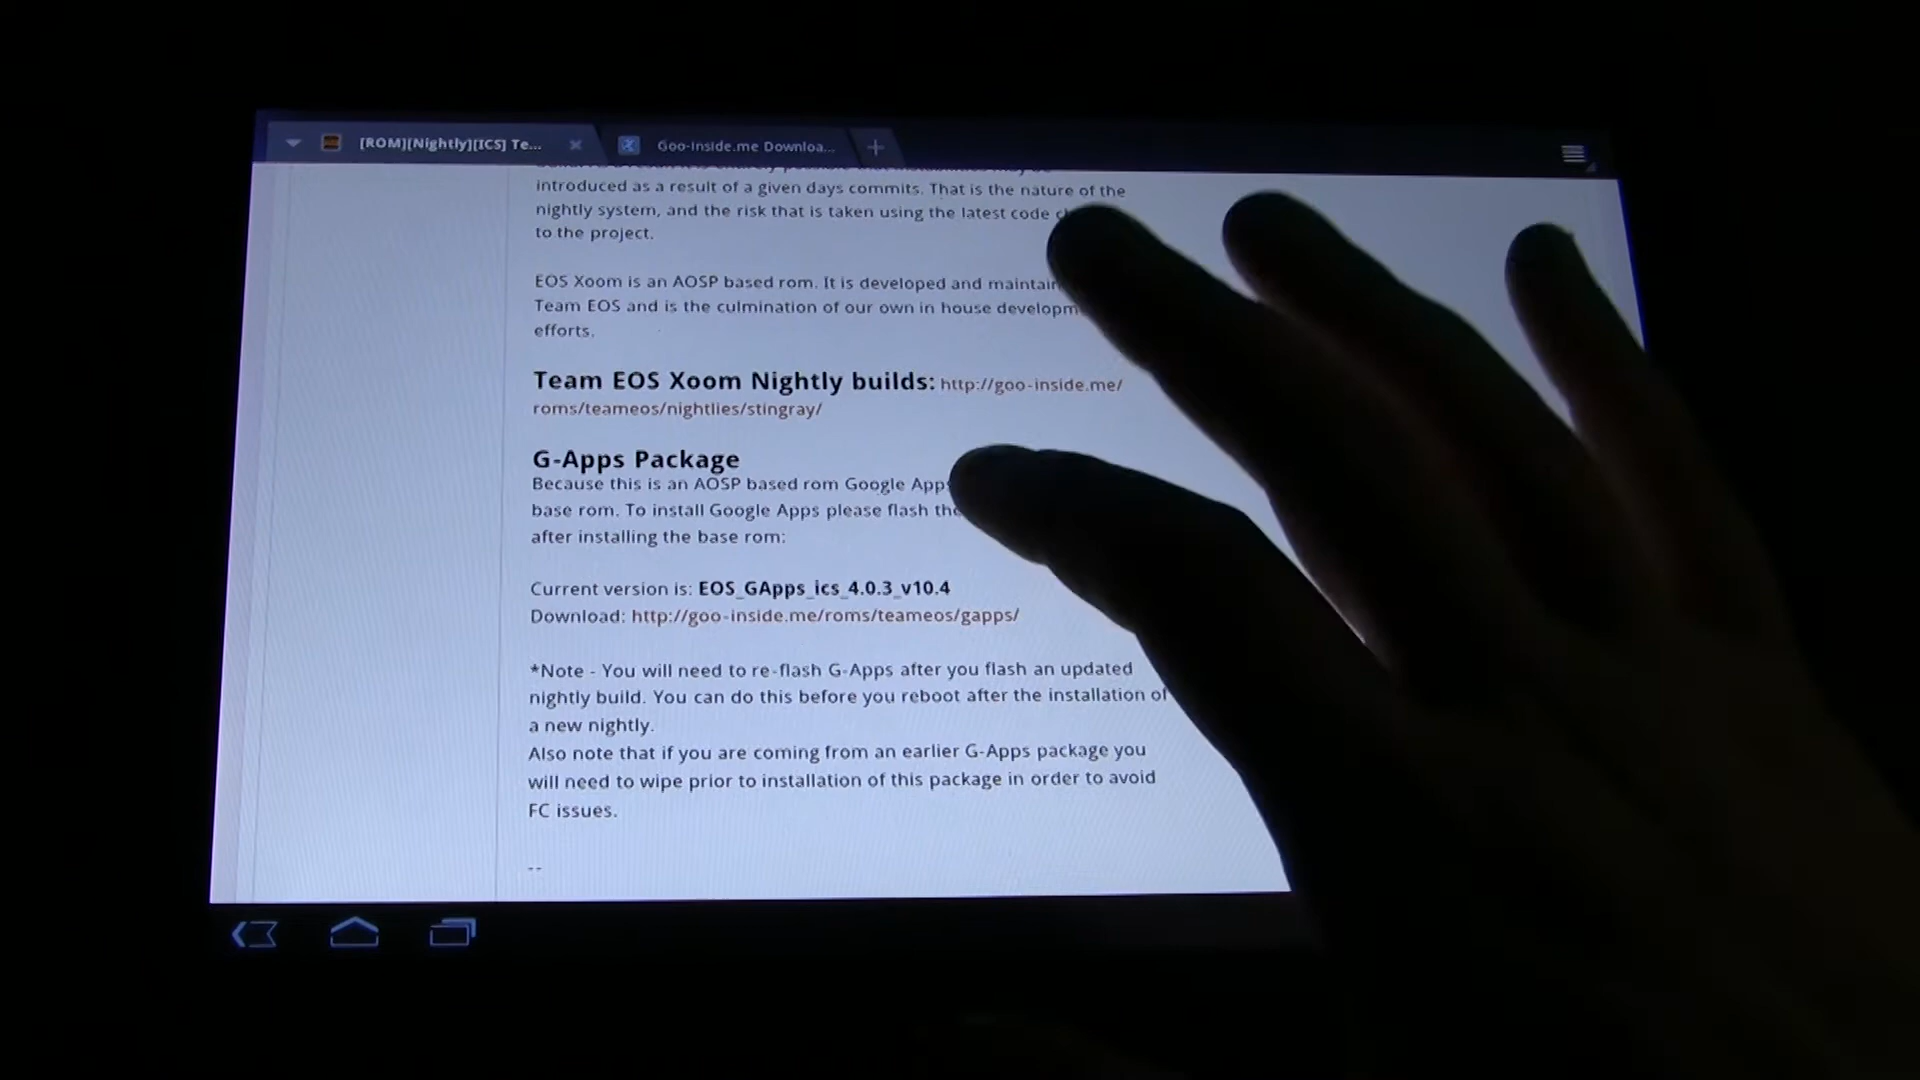 [ROM][Nightly][ICS] Te...
Goo-Inside.me Downloa...
introduced as a result of a given days commits. That is the nature of the
nightly system, and the risk that is taken using the latest code
to the project.
EOS Xoom is an AOSP based rom. It is developed and
Team EOS and is the culmination of our own in house
efforts.
Team EOS Xoom Nightly builds: http://goo-inside.me/
roms/teameos/nightlies/stingray/
G-Apps Package
Because this is an AOSP based rom Google
base rom. To install Google Apps please flash
after installing the base rom:
Current version is: EOS_GApps_ics_4.0.3_v10.4
Download: http://goo-inside.me/roms/teameos/gapps/
*Note - You will need to re-flash G-Apps after you flash an updated
nightly build. You can do this before you reboot after the installation of
a new nightly.
Also note that if you are coming from an earlier G-Apps package you
will need to wipe prior to installation of this package in order to avoid
FC issues.
--